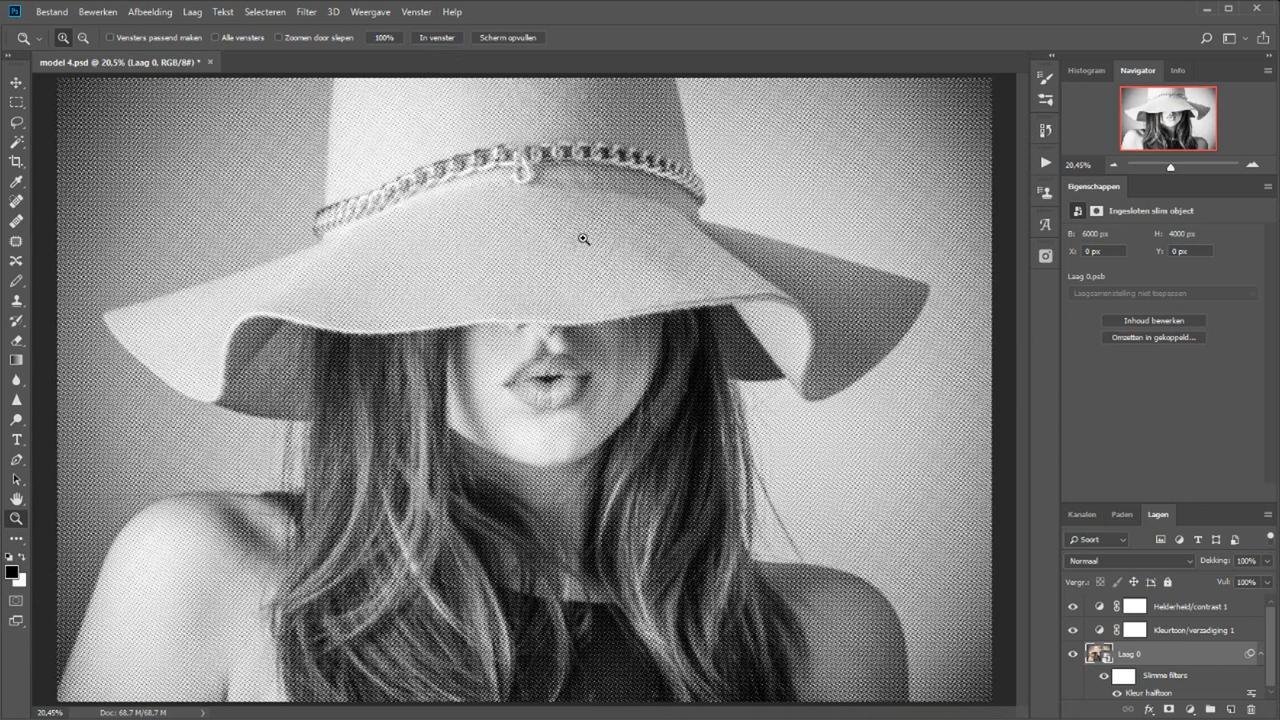 Ps Bestand Bewerken Afbeelding Laag Tekst Selecteren Filter 3D Weergave Venster Help
Vensters passend maken Alle vensters Zoomen door slepen 100% In venster Scherm opvullen
model 4.psd @ 20,5% (Laag 0, RGB/8#) * ×
Histogram Navigator Info
20,45%
Eigenschappen
Ingesloten slim object
B: 6000 px H: 4000 px
X: 0 px Y: 0 px
Laag 0.psb
Laagsamenstelling niet toepassen
Inhoud bewerken
Omzetten in gekoppeld...
Kanalen Paden Lagen
Soort
Normaal Dekking: 100%
Vergr.: Vul: 100%
Helderheid/contrast 1
Kleurtoon/verzadiging 1
Laag 0
Slimme filters
Kleur halftoon
20,45% Doc: 68,7 M/68,7 M